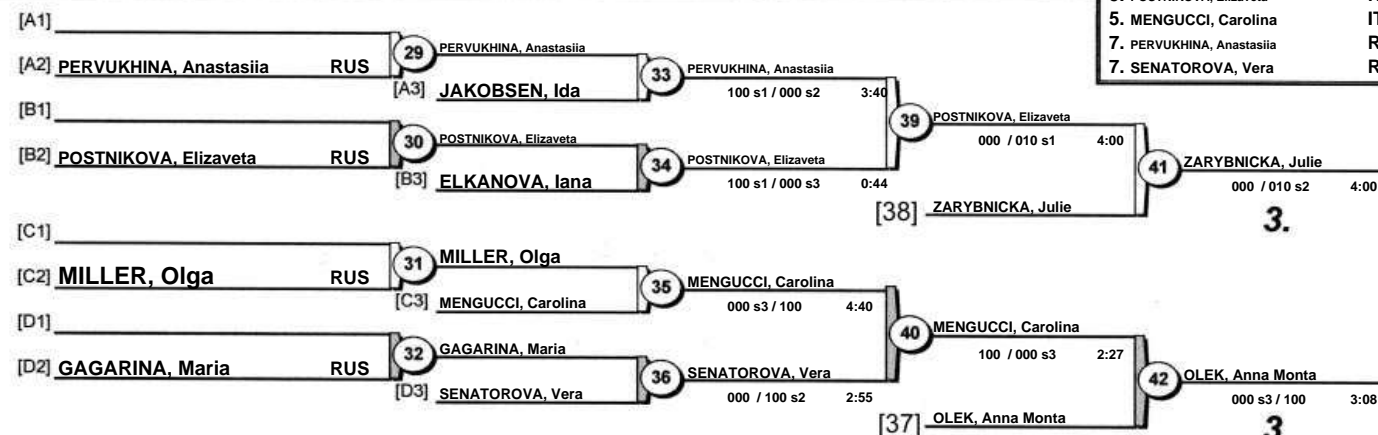 5. MENGUCCI, Carolina IT
7. PERVUKHINA, Anastasiia R
7. SENATOROVA, Vera R
[A1]
[A2] PERVUKHINA, Anastasiia RUS
29 PERVUKHINA, Anastasiia
[A3] JAKOBSEN, Ida
33 PERVUKHINA, Anastasiia
100 s1 / 000 s2 3:40
[B1]
[B2] POSTNIKOVA, Elizaveta RUS
30 POSTNIKOVA, Elizaveta
[B3] ELKANOVA, Iana
34 POSTNIKOVA, Elizaveta
100 s1 / 000 s3 0:44
39 POSTNIKOVA, Elizaveta
000 / 010 s1 4:00
[38] ZARYBNICKA, Julie
41 ZARYBNICKA, Julie
000 / 010 s2 4:00
3.
[C1]
[C2] MILLER, Olga RUS
31 MILLER, Olga
[C3] MENGUCCI, Carolina
35 MENGUCCI, Carolina
000 s3 / 100 4:40
[D1]
[D2] GAGARINA, Maria RUS
32 GAGARINA, Maria
[D3] SENATOROVA, Vera
36 SENATOROVA, Vera
000 / 100 s2 2:55
40 MENGUCCI, Carolina
100 / 000 s3 2:27
[37] OLEK, Anna Monta
42 OLEK, Anna Monta
000 s3 / 100 3:08
3